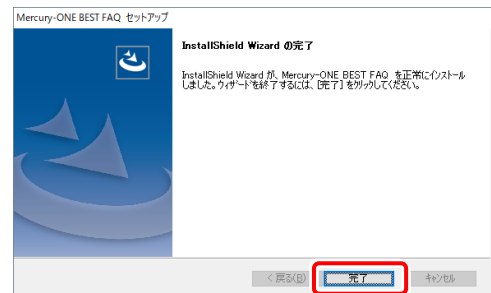 Mercury-ONE BEST FAQ セットアップ
InstallShield Wizard の完了
InstallShield Wizard が、Mercury-ONE BEST FAQ を正常にインストール
しました。ウィザードを終了するには、[完了] をクリックしてください。
< 戻る(B)
完了
キャンセル